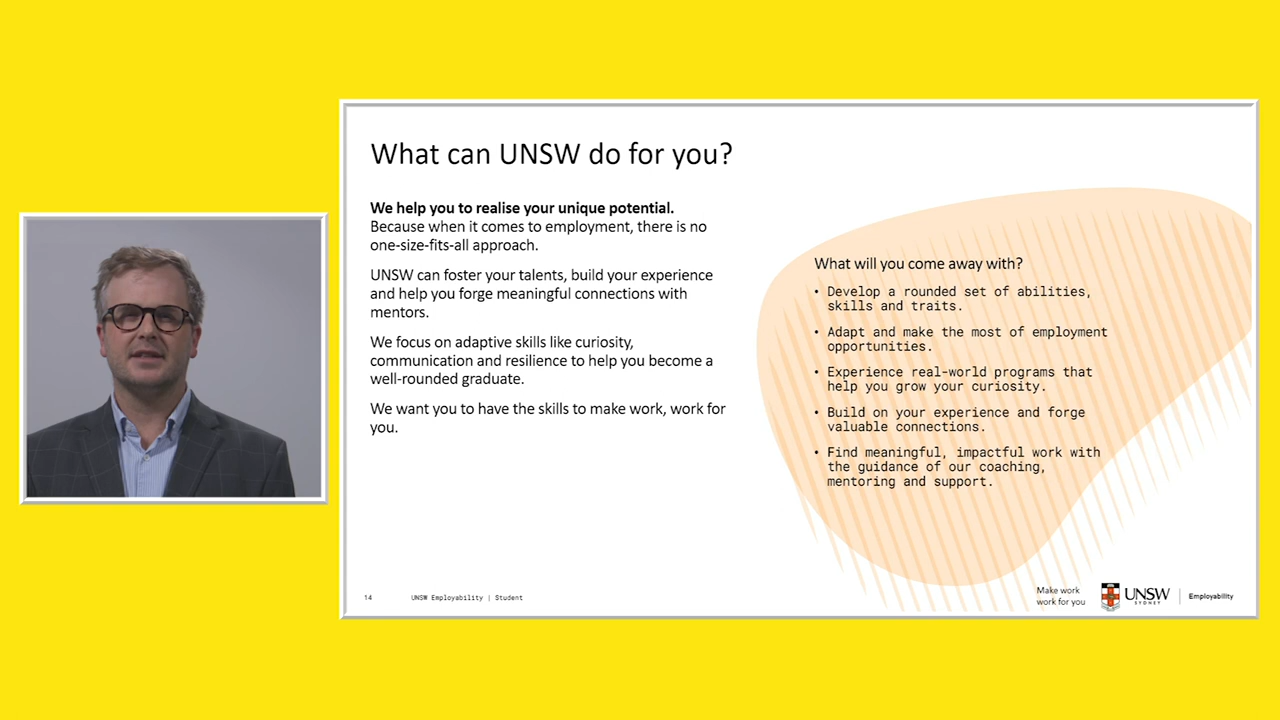 What can UNSW do for you?
We help you to realise your unique potential.
Because when it comes to employment, there is no
one-size-fits-all approach.
UNSW can foster your talents, build your experience
and help you forge meaningful connections with
mentors.
We focus on adaptive skills like curiosity,
communication and resilience to help you become a
well-rounded graduate.
We want you to have the skills to make work, work for
you.
What will you come away with?
• Develop a rounded set of abilities,
skills and traits.
• Adapt and make the most of employment
opportunities.
• Experience real-world programs that
help you grow your curiosity.
• Build on your experience and forge
valuable connections.
• Find meaningful, impactful work with
the guidance of our coaching,
mentoring and support.
14
UNSW Employability | Student
Make work
work for you
UNSW
SYDNEY
Employability